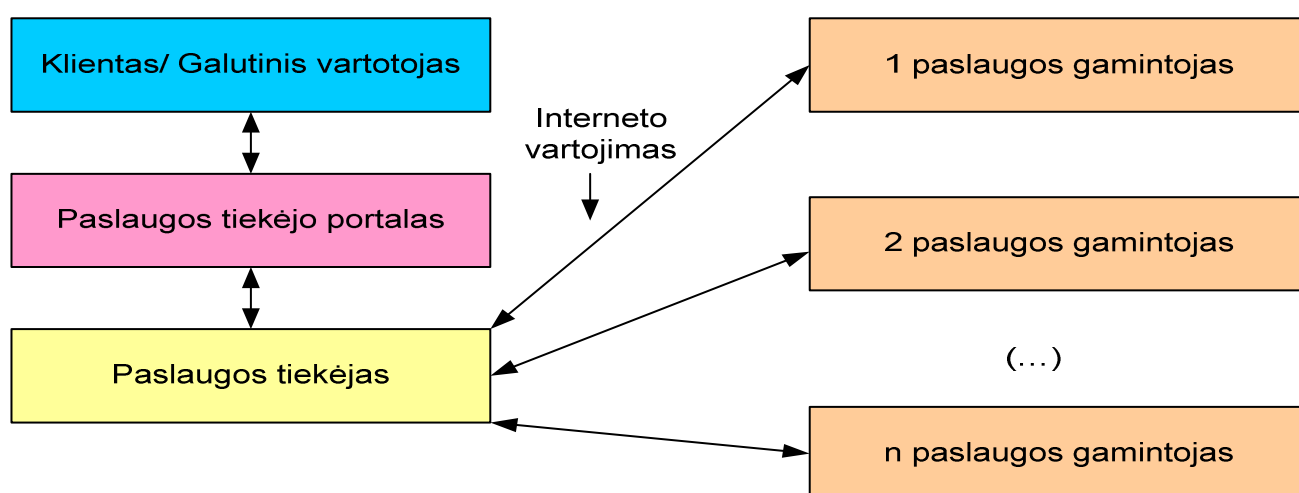 Klientas/ Galutinis vartotojas
Paslaugos tiekėjo portalas
Paslaugos tiekėjas
Interneto
vartojimas
1 paslaugos gamintojas
2 paslaugos gamintojas
(...)
n paslaugos gamintojas